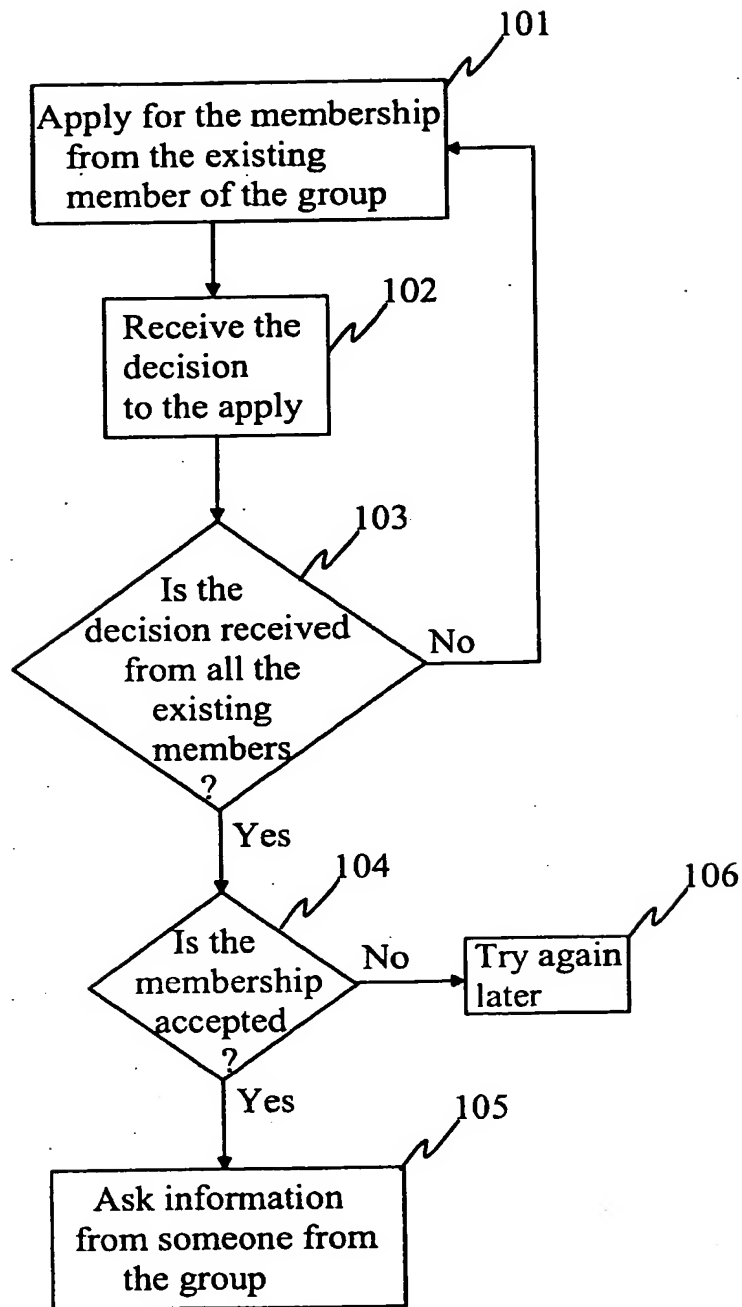 101
Apply for the membership
from the existing
member of the group
102
Receive the
decision
to the apply
103
Is the
decision received
from all the
existing
members
?
No
Yes
104
Is the
membership
accepted
?
No
106
Try again
later
Yes
105
Ask information
from someone from
the group